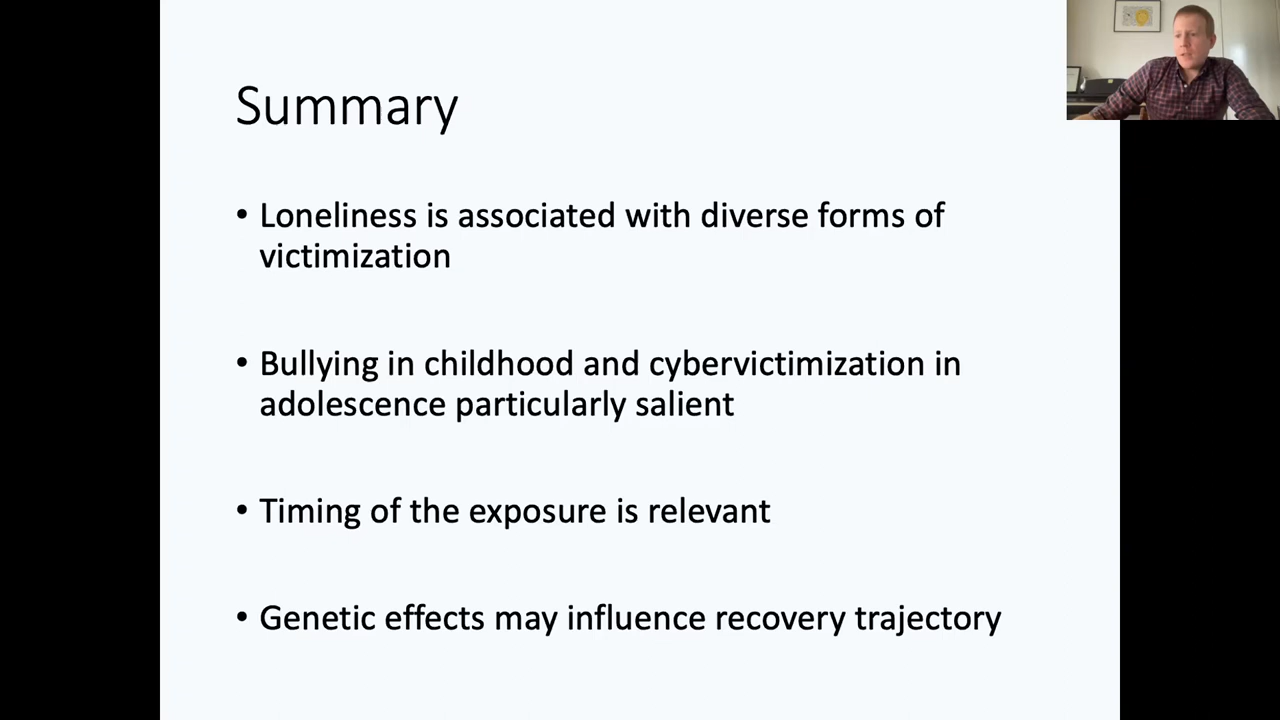 Summary
• Loneliness is associated with diverse forms of
victimization
• Bullying in childhood and cybervictimization in
adolescence particularly salient
• Timing of the exposure is relevant
• Genetic effects may influence recovery trajectory